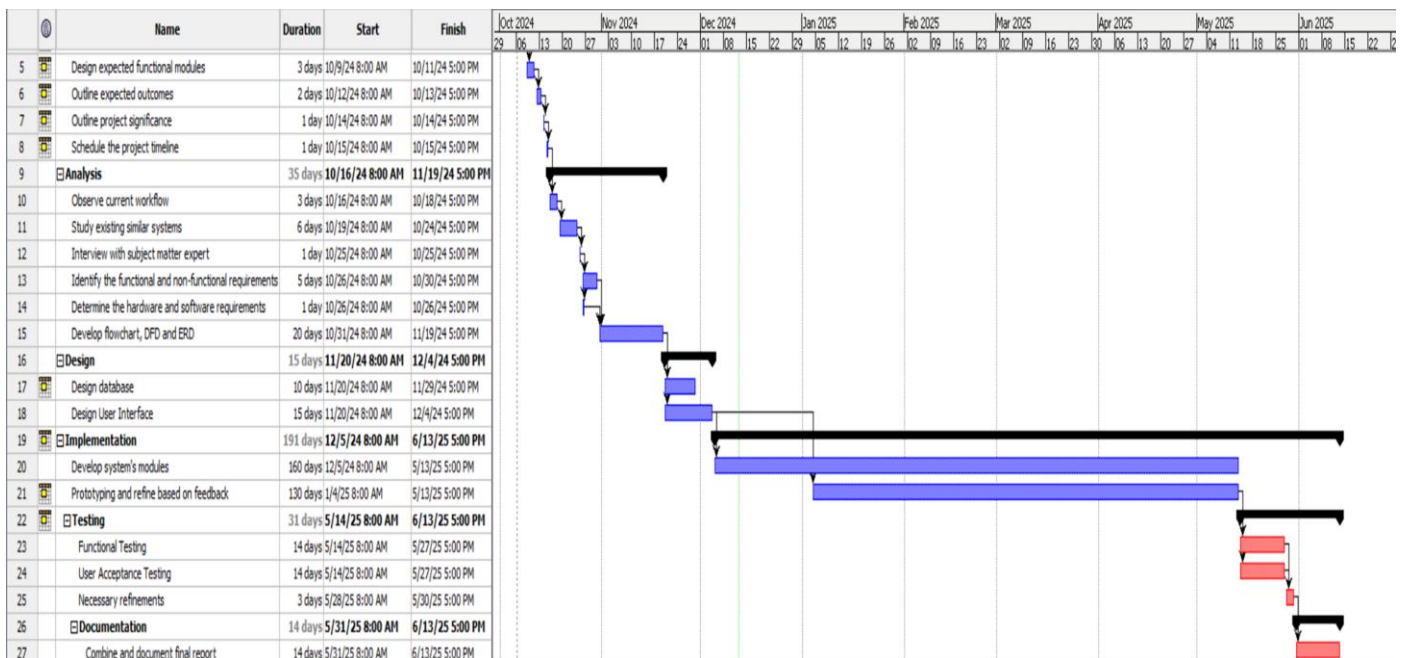 Name Duration Start Finish
Oct 2024 Nov 2024 Dec 2024 Jan 2025 Feb 2025 Mar 2025 Apr 2025 May 2025 Jun 2025
29 06 13 20 27 03 10 17 24 01 08 15 22 29 05 12 19 26 02 09 16 23 02 09 16 23 30 06 13 20 27 04 11 18 25 01 08 15 22
5 Design expected functional modules 3 days 10/9/24 8:00 AM 10/11/24 5:00 PM
6 Outline expected outcomes 2 days 10/12/24 8:00 AM 10/13/24 5:00 PM
7 Outline project significance 1 day 10/14/24 8:00 AM 10/14/24 5:00 PM
8 Schedule the project timeline 1 day 10/15/24 8:00 AM 10/15/24 5:00 PM
9 Analysis 35 days 10/16/24 8:00 AM 11/19/24 5:00 PM
10 Observe current workflow 3 days 10/16/24 8:00 AM 10/18/24 5:00 PM
11 Study existing similar systems 6 days 10/19/24 8:00 AM 10/24/24 5:00 PM
12 Interview with subject matter expert 1 day 10/25/24 8:00 AM 10/25/24 5:00 PM
13 Identify the functional and non-functional requirements 5 days 10/26/24 8:00 AM 10/30/24 5:00 PM
14 Determine the hardware and software requirements 1 day 10/26/24 8:00 AM 10/26/24 5:00 PM
15 Develop flowchart, DFD and ERD 20 days 10/31/24 8:00 AM 11/19/24 5:00 PM
16 Design 15 days 11/20/24 8:00 AM 12/4/24 5:00 PM
17 Design database 10 days 11/20/24 8:00 AM 11/29/24 5:00 PM
18 Design User Interface 15 days 11/20/24 8:00 AM 12/4/24 5:00 PM
19 Implementation 191 days 12/5/24 8:00 AM 6/13/25 5:00 PM
20 Develop system's modules 160 days 12/5/24 8:00 AM 5/13/25 5:00 PM
21 Prototyping and refine based on feedback 130 days 1/4/25 8:00 AM 5/13/25 5:00 PM
22 Testing 31 days 5/14/25 8:00 AM 6/13/25 5:00 PM
23 Functional Testing 14 days 5/14/25 8:00 AM 5/27/25 5:00 PM
24 User Acceptance Testing 14 days 5/14/25 8:00 AM 5/27/25 5:00 PM
25 Necessary refinements 3 days 5/28/25 8:00 AM 5/30/25 5:00 PM
26 Documentation 14 days 5/31/25 8:00 AM 6/13/25 5:00 PM
27 Combine and document final report 14 days 5/31/25 8:00 AM 6/13/25 5:00 PM